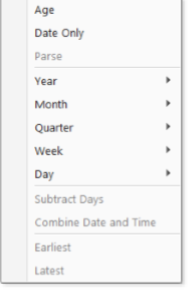 Age
Date Only
Parse
Year
Month
Quarter
Week
Day
Subtract Days
Combine Date and Time
Earliest
Latest